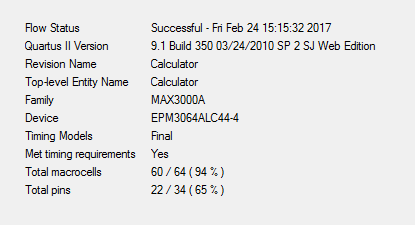 Flow Status Successful - Fri Feb 24 15:15:32 2017
Quartus II Version 9.1 Build 350 03/24/2010 SP 2 SJ Web Edition
Revision Name Calculator
Top-level Entity Name Calculator
Family MAX3000A
Device EPM3064ALC44-4
Timing Models Final
Met timing requirements Yes
Total macrocells 60 / 64 ( 94 % )
Total pins 22 / 34 ( 65 % )